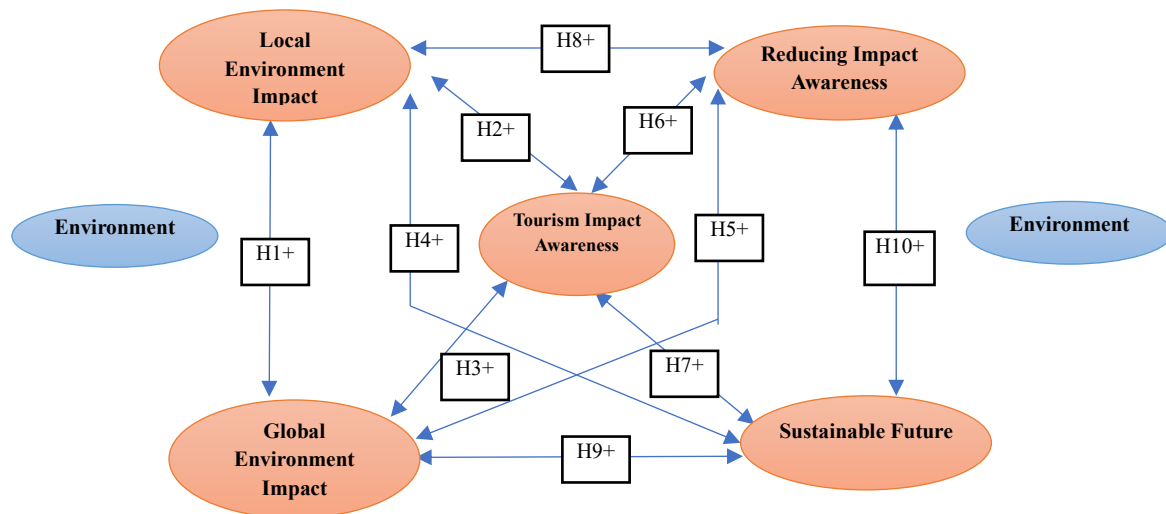 Local
Environment
Impact
H8+
Reducing Impact
Awareness
H2+
H6+
Environment
H1+
H4+
Tourism Impact
Awareness
H5+
H10+
Environment
H3+
H7+
Global
Environment
Impact
H9+
Sustainable Future